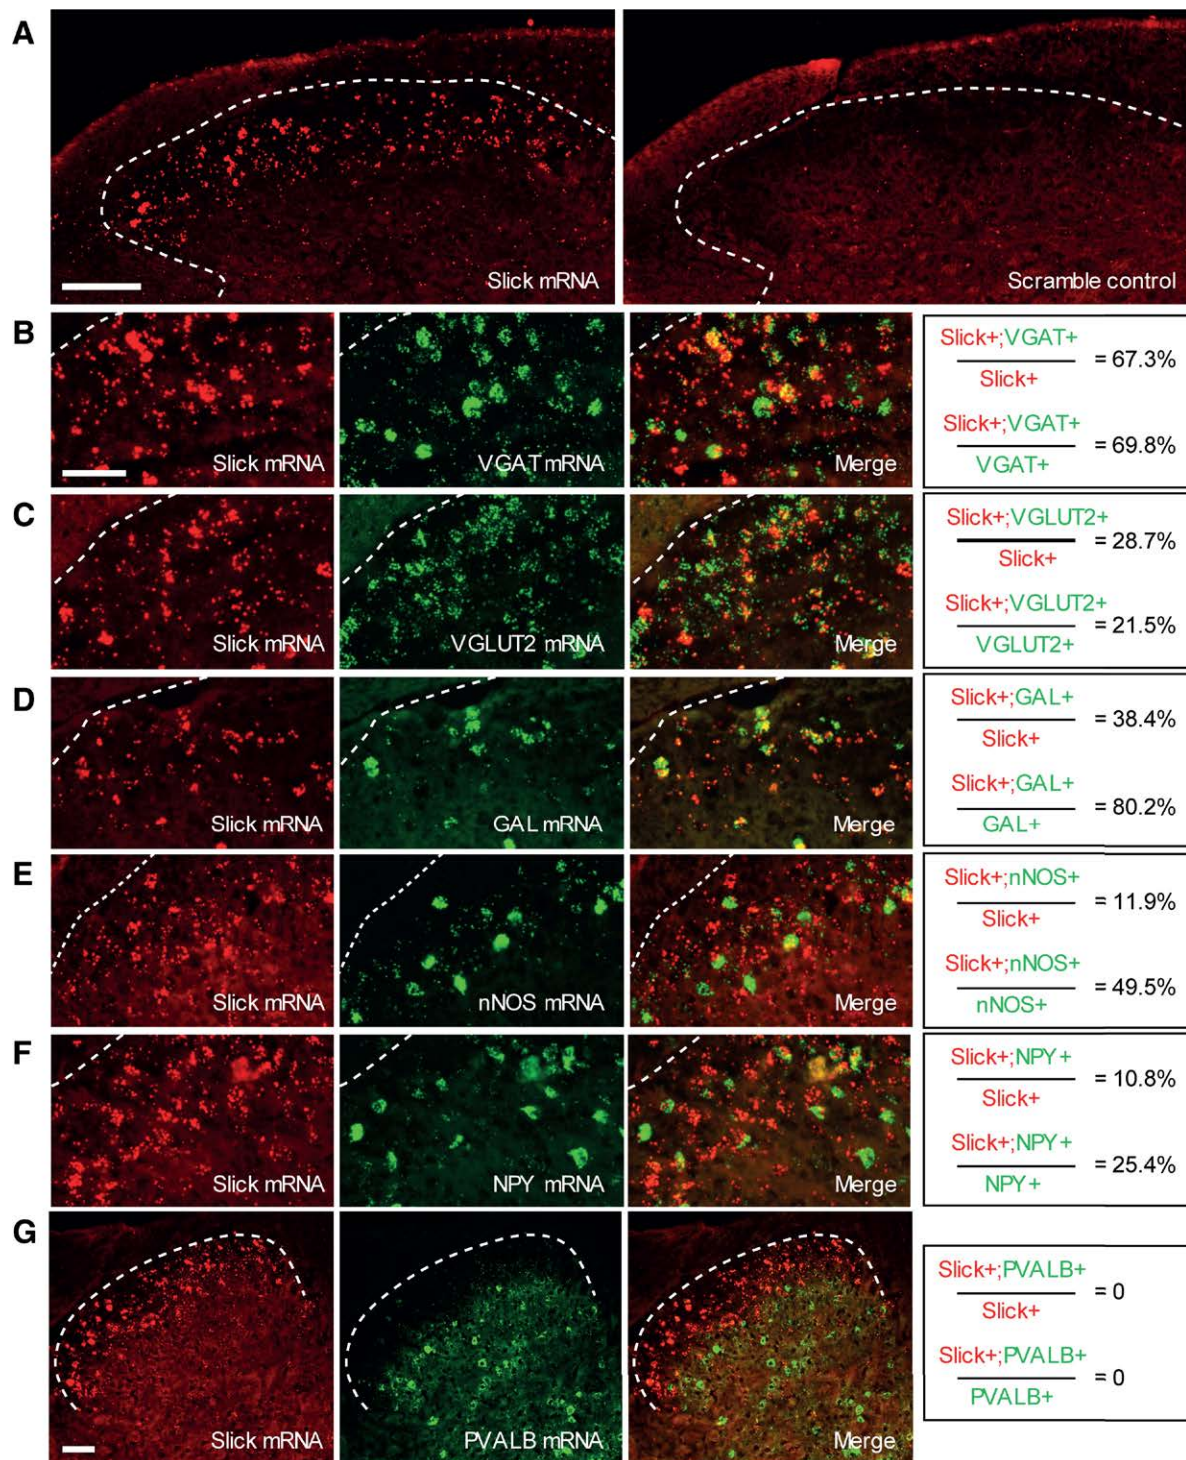 A
Slick mRNA
Scramble control
B
Slick mRNA
VGAT mRNA
Merge
Slick+;VGAT+
Slick+
= 67.3%
Slick+;VGAT+
VGAT+
= 69.8%
C
Slick mRNA
VGLUT2 mRNA
Merge
Slick+;VGLUT2+
Slick+
= 28.7%
Slick+;VGLUT2+
VGLUT2+
= 21.5%
D
Slick mRNA
GAL mRNA
Merge
Slick+;GAL+
Slick+
= 38.4%
Slick+;GAL+
GAL+
= 80.2%
E
Slick mRNA
nNOS mRNA
Merge
Slick+;nNOS+
Slick+
= 11.9%
Slick+;nNOS+
nNOS+
= 49.5%
F
Slick mRNA
NPY mRNA
Merge
Slick+;NPY+
Slick+
= 10.8%
Slick+;NPY+
NPY+
= 25.4%
G
Slick mRNA
PVALB mRNA
Merge
Slick+;PVALB+
Slick+
= 0
Slick+;PVALB+
PVALB+
= 0